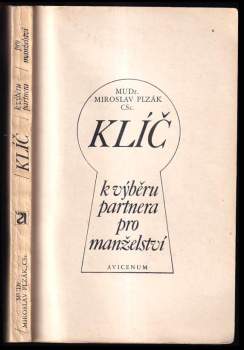 MUDr.
MIROSLAV PLZÁK
CSc.
KLÍČ
k výběru
partnera
pro
manželství
AVICENUM
MUDr.
MIROSLAV PLZÁK, CSc.
KLÍČ
k výběru
partnera
pro
manželství